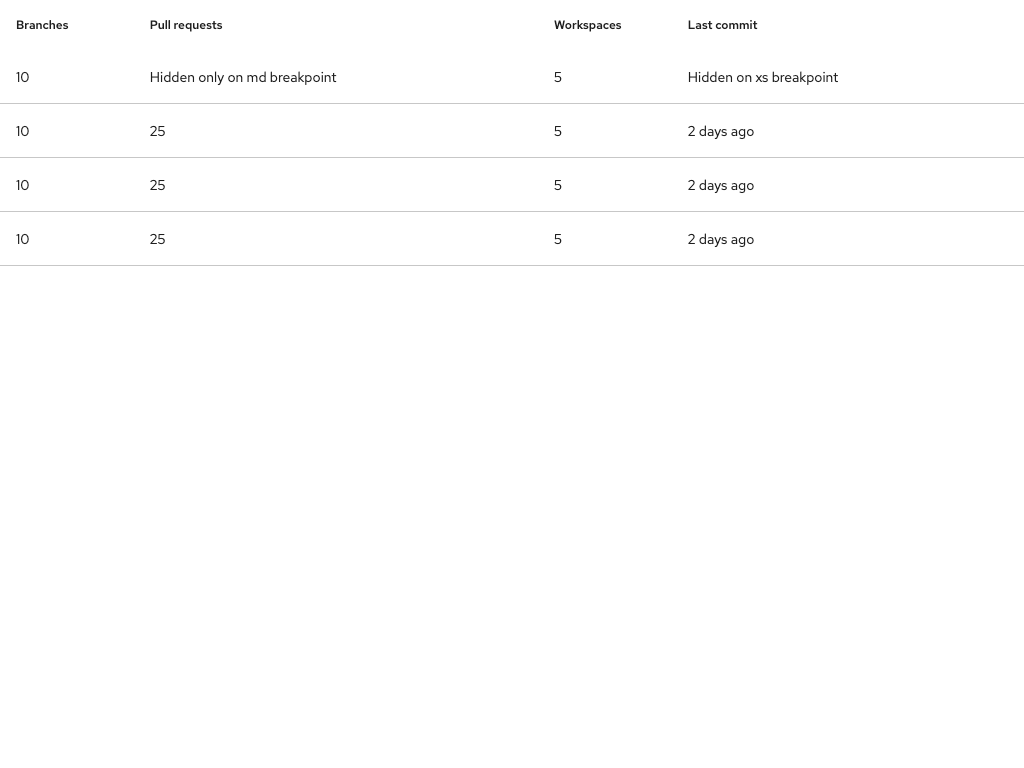 Branches Pull requests Workspaces Last commit
10 Hidden only on md breakpoint 5 Hidden on xs breakpoint
10 25 5 2 days ago
10 25 5 2 days ago
10 25 5 2 days ago